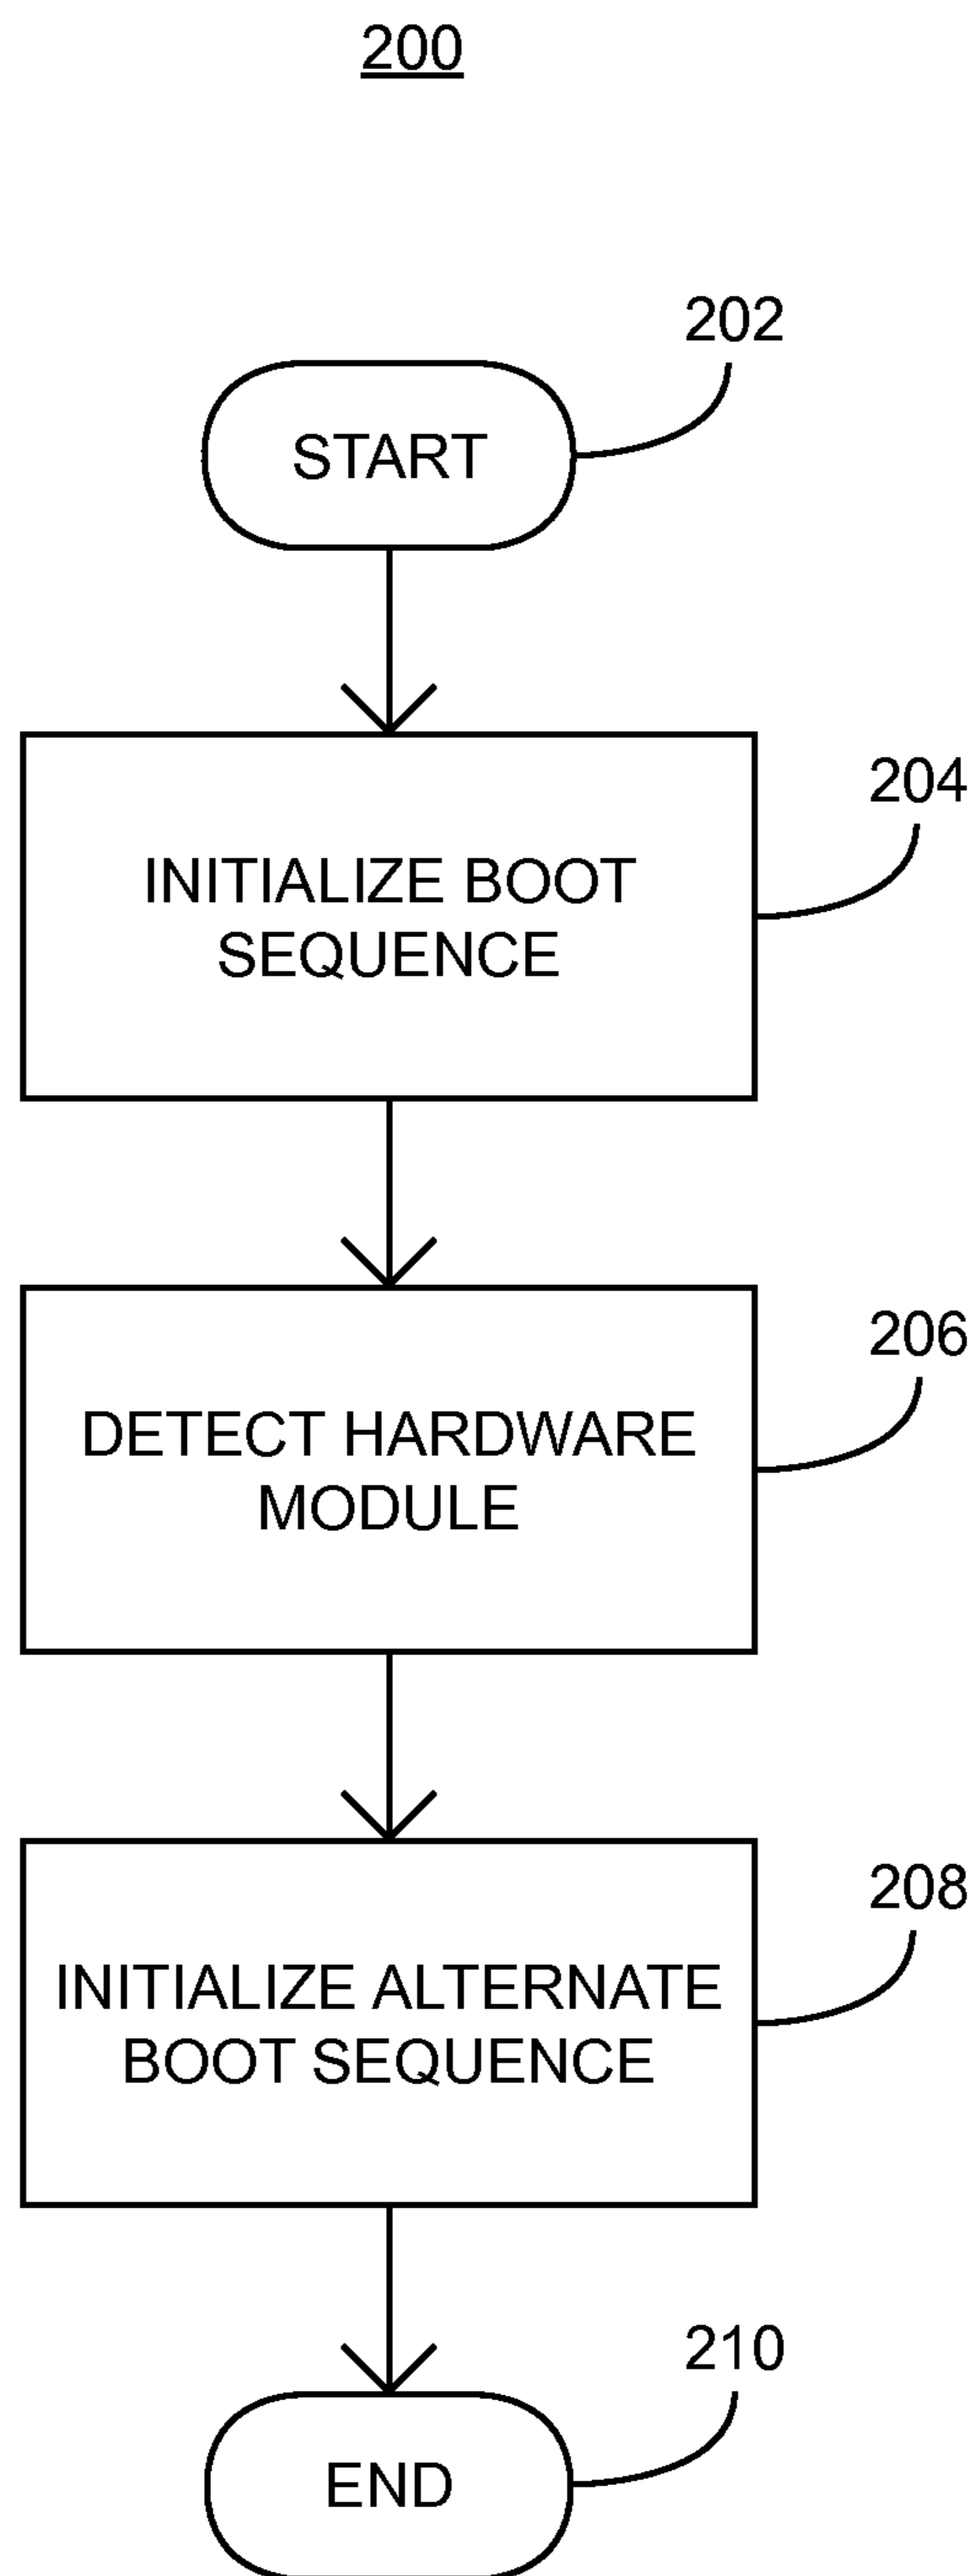 200
202
START
204
INITIALIZE BOOT
SEQUENCE
206
DETECT HARDWARE
MODULE
208
INITIALIZE ALTERNATE
BOOT SEQUENCE
210
END